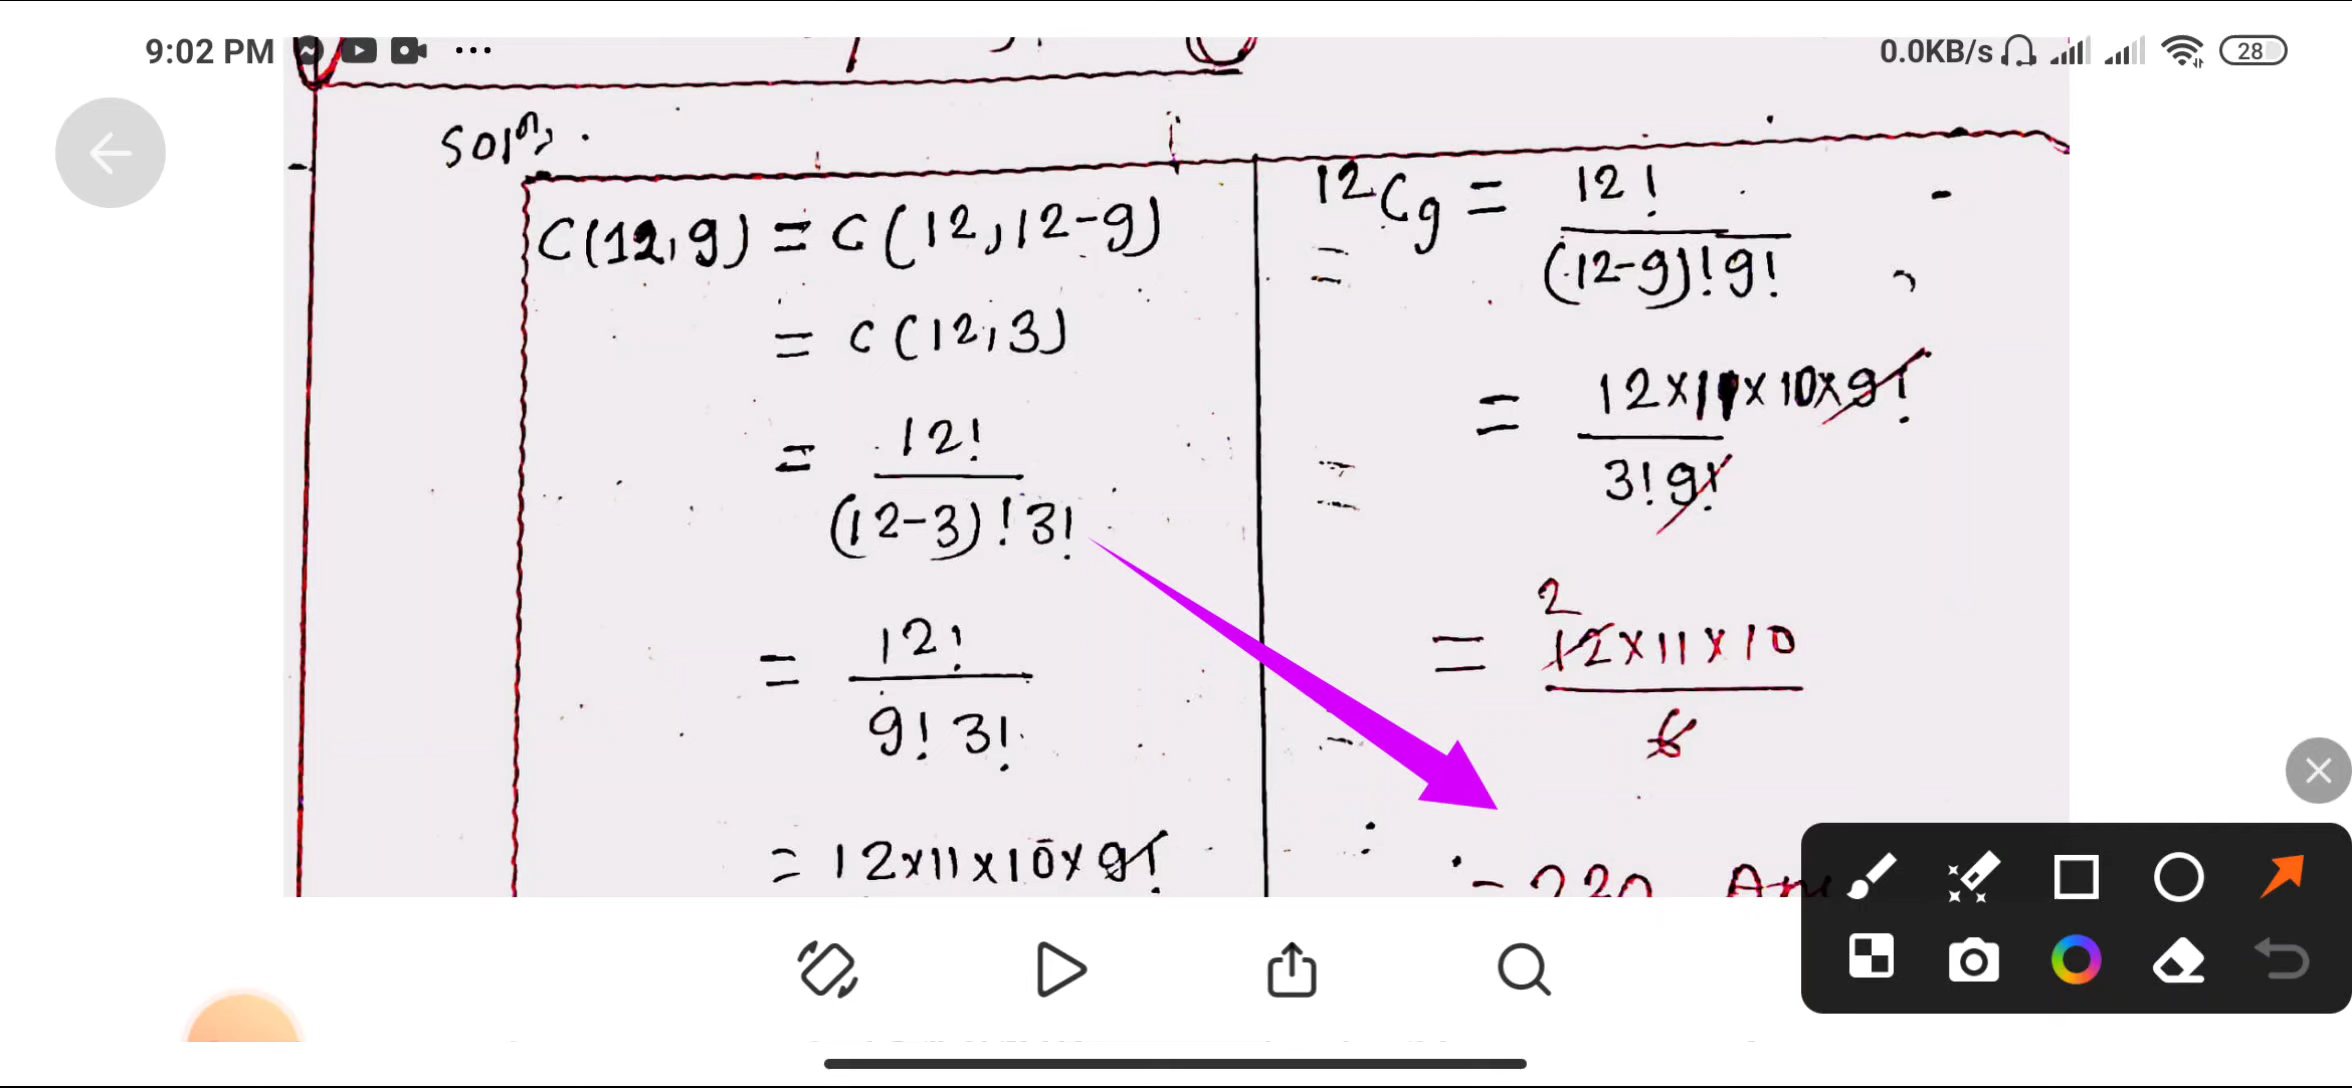 9:02 PM ...
0.0KB/s 28
Solⁿ,
C(12,9) = C(12,12-9)
= C(12,3)
= 12!
(12-3)!3!
= 12!
9! 3!
= 12×11×10×9!
12C9 = 12!
(12-9)!9!
= 12×11×10×9!
3!9!
2
= 12×11×10
6
= 220 Ans